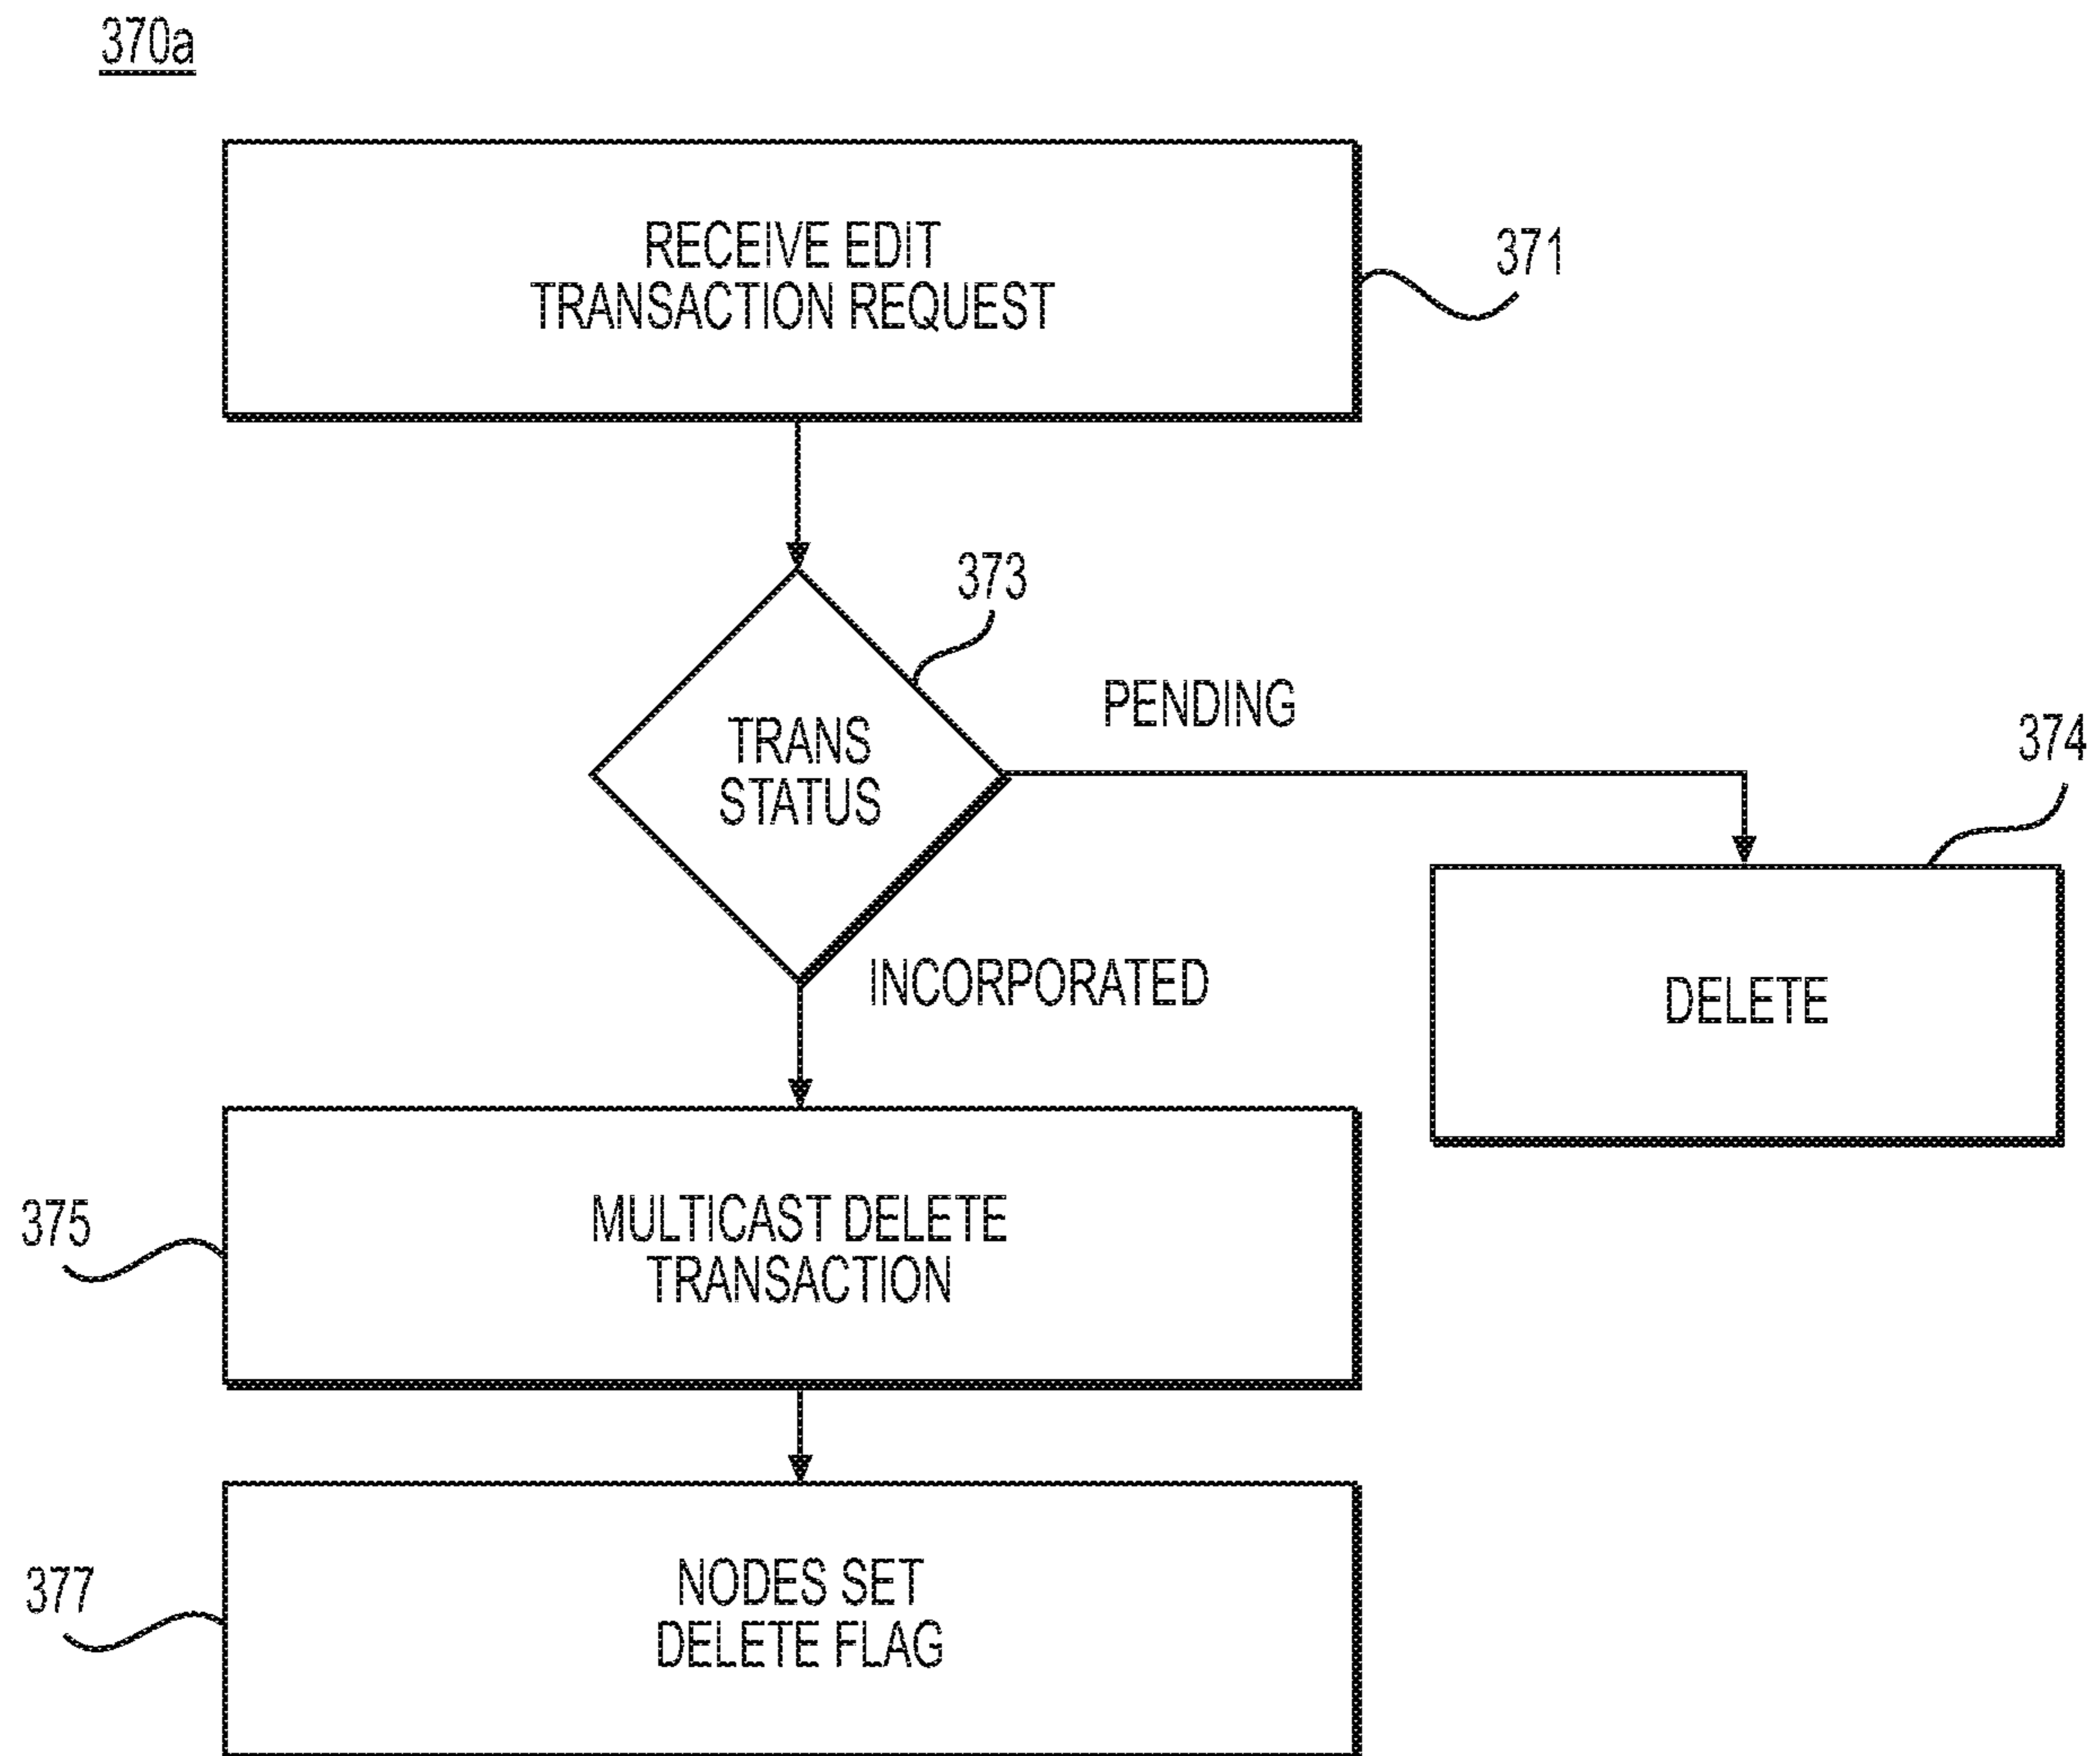 370a
RECEIVE EDIT
TRANSACTION REQUEST
371
373
TRANS
STATUS
PENDING
374
DELETE
INCORPORATED
375
MULTICAST DELETE
TRANSACTION
377
NODES SET
DELETE FLAG